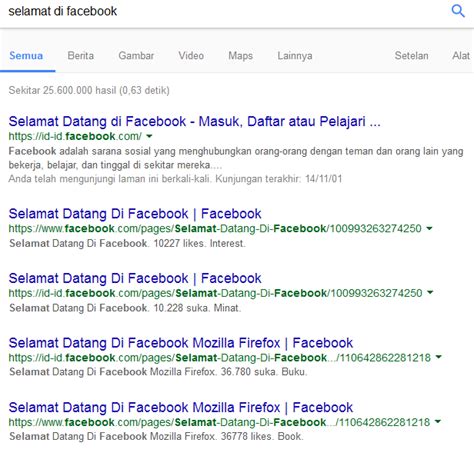 selamat di facebook
Semua Berita Gambar Video Maps Lainnya Setelan Alat
Sekitar 25.600.000 hasil (0,63 detik)
Selamat Datang di Facebook - Masuk, Daftar atau Pelajari ...
https://id-id.facebook.com/
Facebook adalah sarana sosial yang menghubungkan orang-orang dengan teman dan orang lain yang
bekerja, belajar, dan tinggal di sekitar mereka....
Anda telah mengunjungi laman ini berkali-kali. Kunjungan terakhir: 14/11/01
Selamat Datang Di Facebook | Facebook
https://www.facebook.com/pages/Selamat-Datang-Di-Facebook/100993263274250
Selamat Datang Di Facebook. 10227 likes. Interest.
Selamat Datang Di Facebook | Facebook
https://id-id.facebook.com/pages/Selamat-Datang-Di-Facebook/100993263274250
Selamat Datang Di Facebook. 10.228 suka. Minat.
Selamat Datang Di Facebook Mozilla Firefox | Facebook
https://id-id.facebook.com/pages/Selamat-Datang-Di-Facebook.../110642862281218
Selamat Datang Di Facebook Mozilla Firefox. 36.780 suka. Buku.
Selamat Datang Di Facebook Mozilla Firefox | Facebook
https://www.facebook.com/pages/Selamat-Datang-Di-Facebook.../110642862281218
Selamat Datang Di Facebook Mozilla Firefox. 36778 likes. Book.